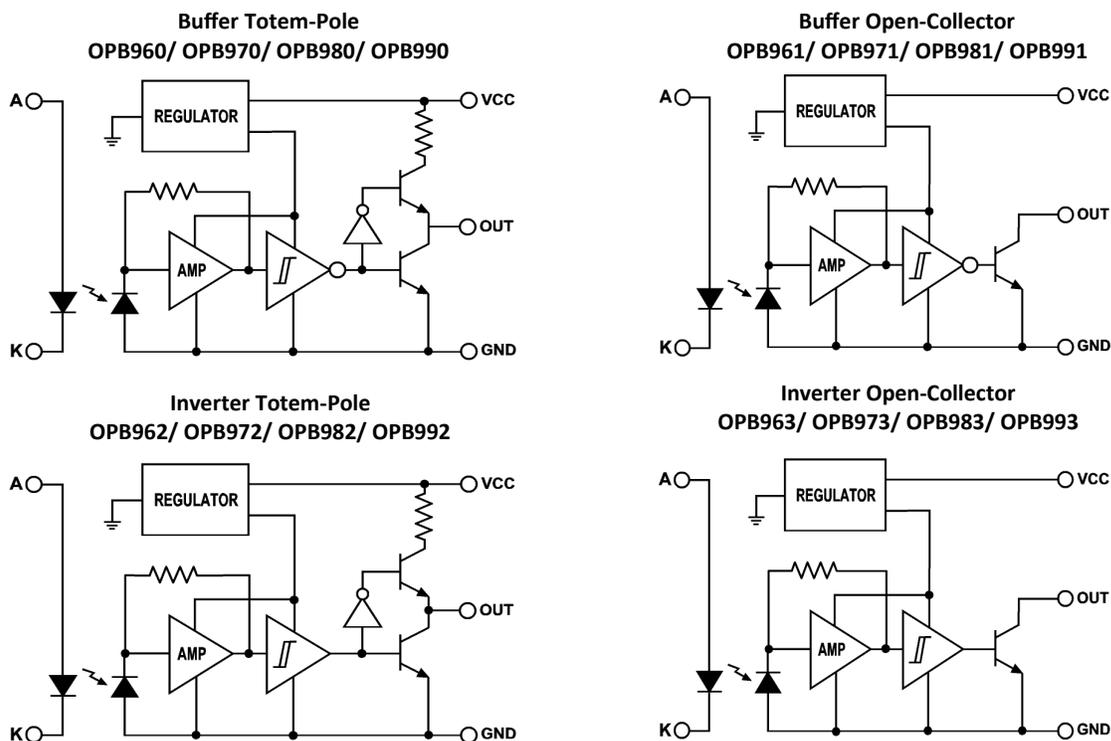 Buffer Totem-Pole
OPB960/ OPB970/ OPB980/ OPB990
A
REGULATOR
VCC
OUT
AMP
K
GND
Buffer Open-Collector
OPB961/ OPB971/ OPB981/ OPB991
A
REGULATOR
VCC
OUT
AMP
K
GND
Inverter Totem-Pole
OPB962/ OPB972/ OPB982/ OPB992
A
REGULATOR
VCC
OUT
AMP
K
GND
Inverter Open-Collector
OPB963/ OPB973/ OPB983/ OPB993
A
REGULATOR
VCC
OUT
AMP
K
GND